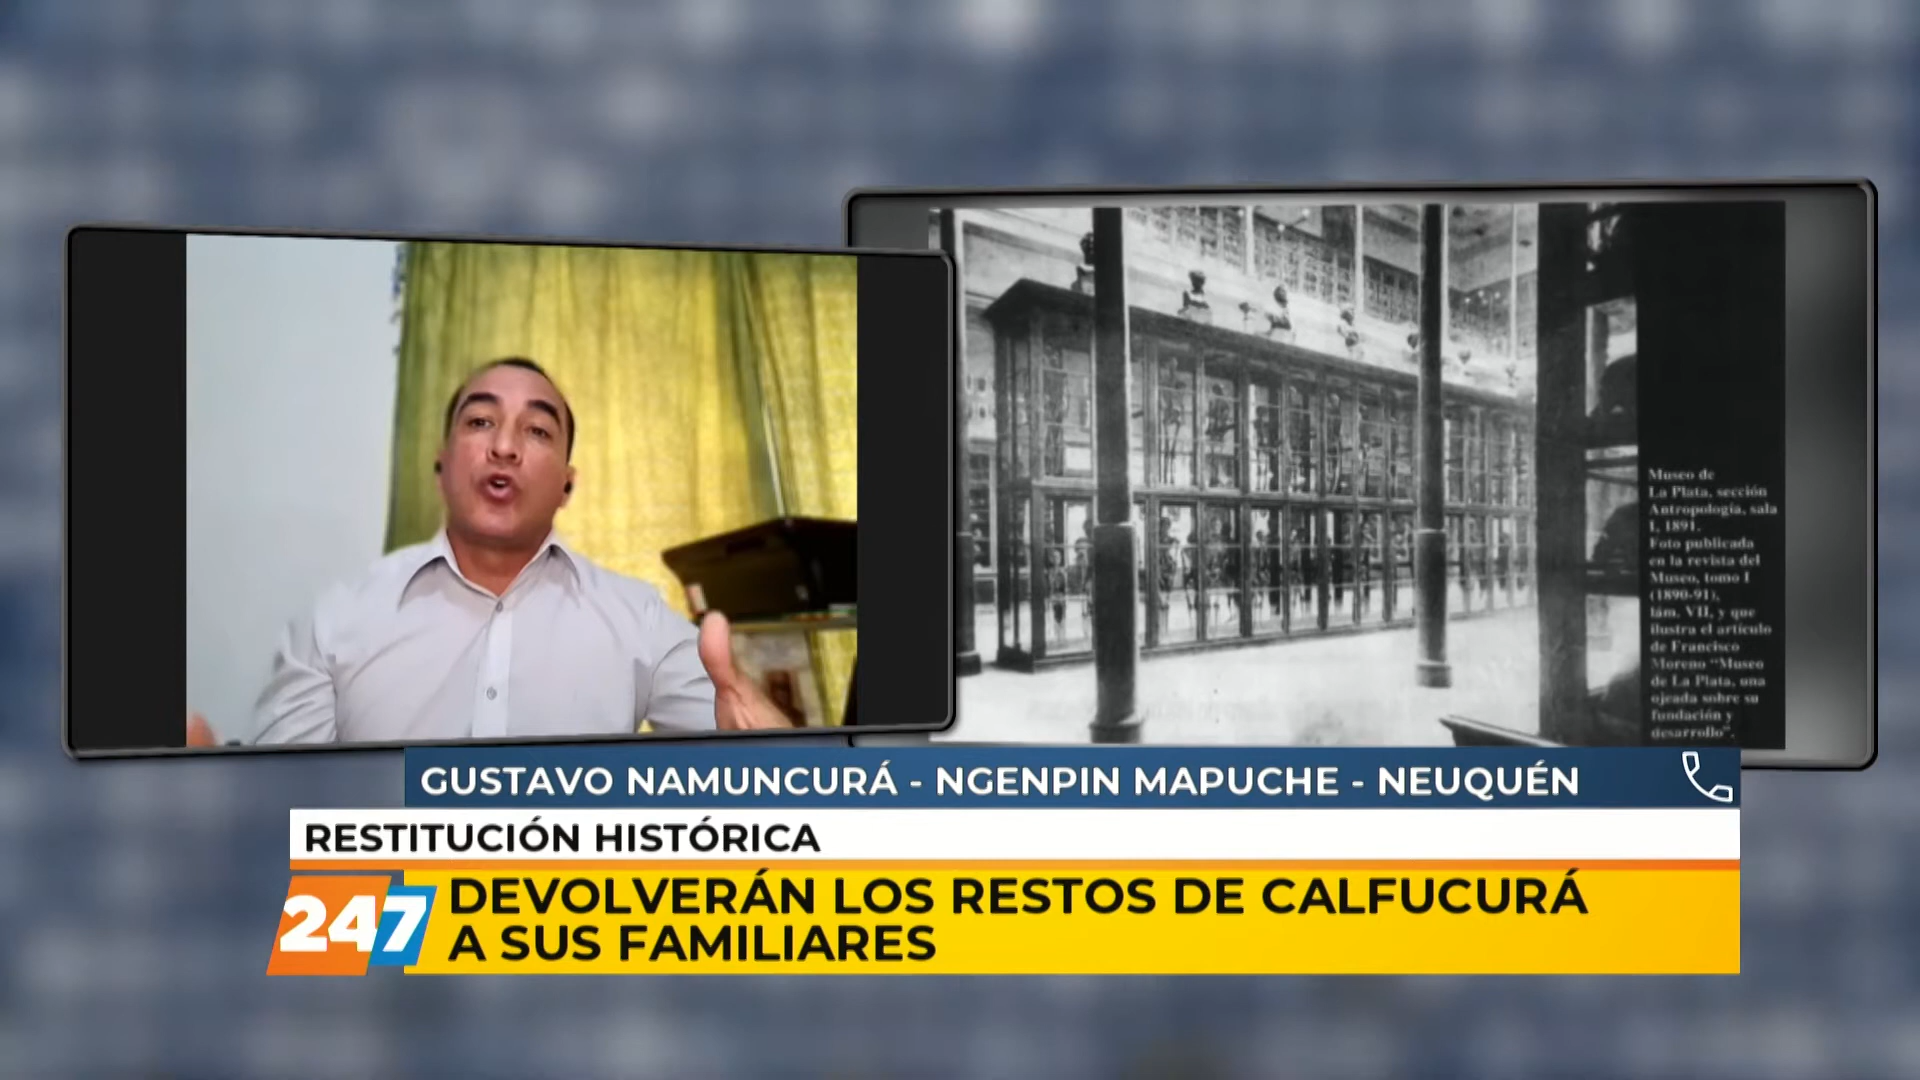 Museo de
La Plata, sección
Antropología, sala
I, 1891.
Foto publicada
en la revista del
Museo, tomo I
(1890-91),
lám. VII, y que
ilustra el artículo
de Francisco
Moreno "Museo
de La Plata, una
ojeada sobre su
fundación y
desarrollo".
GUSTAVO NAMUNCURÁ - NGENPIN MAPUCHE - NEUQUÉN
RESTITUCIÓN HISTÓRICA
247
DEVOLVERÁN LOS RESTOS DE CALFUCURÁ
A SUS FAMILIARES